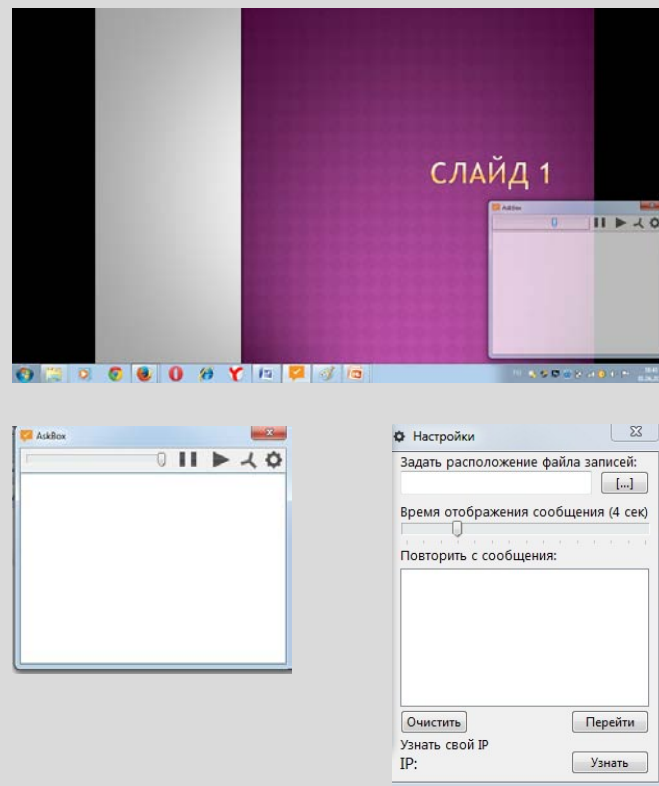 СЛАЙД 1
AskBox
AskBox
Настройки
Задать расположение файла записей:
[...]
Время отображения сообщения (4 сек)
Повторить с сообщения:
Очистить
Перейти
Узнать свой IP
IP:
Узнать